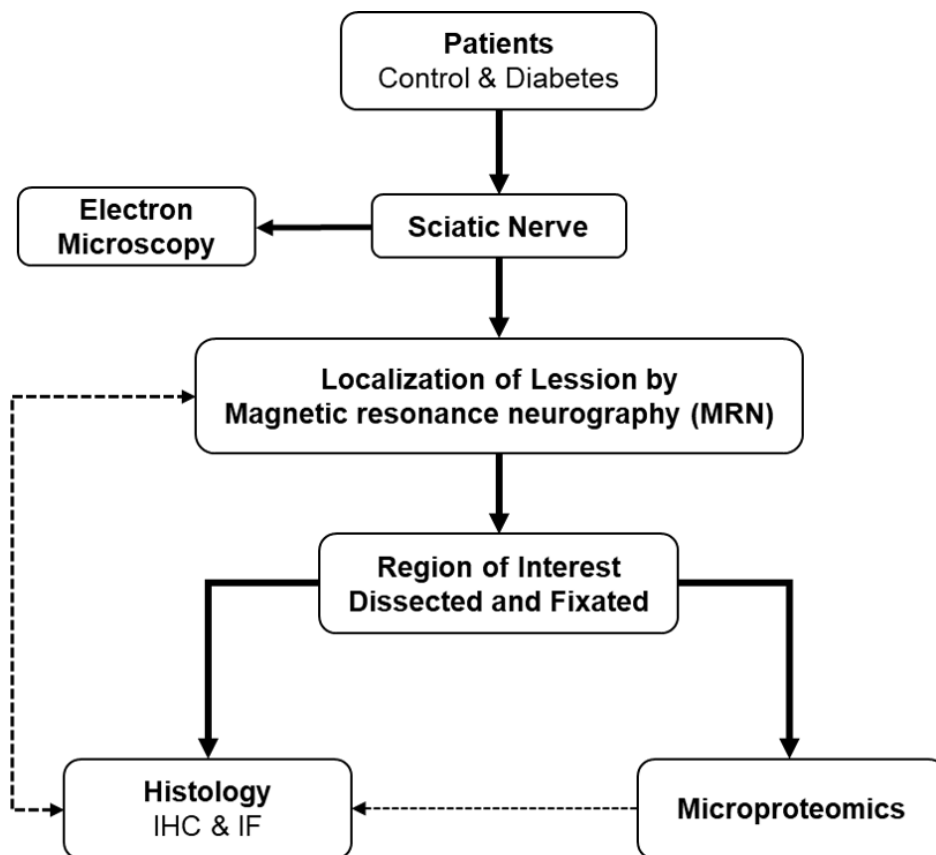 Patients
Control & Diabetes
Electron
Microscopy
Sciatic Nerve
Localization of Lession by
Magnetic resonance neurography (MRN)
Region of Interest
Dissected and Fixated
Histology
IHC & IF
Microproteomics